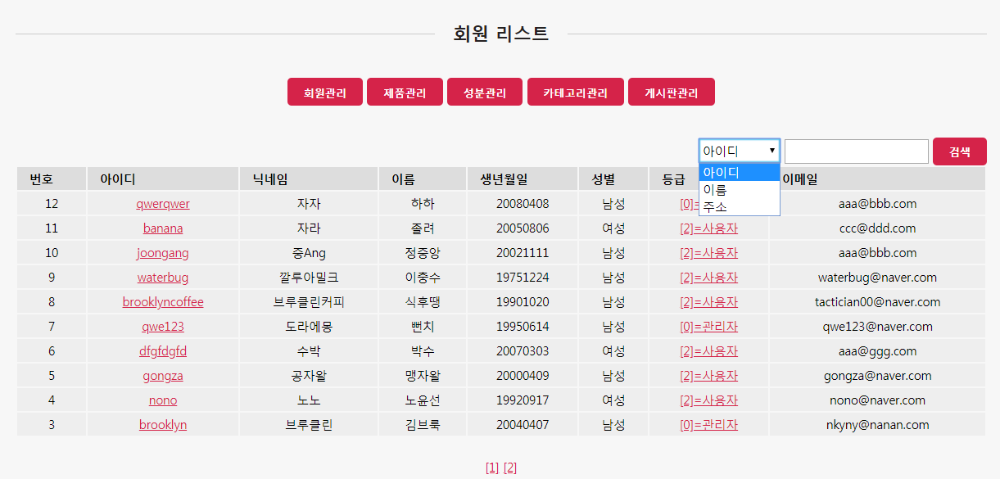 회원 리스트
회원관리 제품관리 성분관리 카테고리관리 게시판관리
아이디 검색
아이디
이름
주소
번호 아이디 닉네임 이름 생년월일 성별 등급 이메일
12 qwerqwer 자자 하하 20080408 남성 [0]= aaa@bbb.com
11 banana 자라 졸려 20050806 여성 [2]=사용자 ccc@ddd.com
10 joongang 중Ang 정중앙 20021111 남성 [2]=사용자 aaa@bbb.com
9 waterbug 깔루아밀크 이중수 19751224 남성 [2]=사용자 waterbug@naver.com
8 brooklyncoffee 브루클린커피 식후땡 19901020 남성 [2]=사용자 tactician00@naver.com
7 qwe123 도라에몽 뻔치 19950614 남성 [0]=관리자 qwe123@naver.com
6 dfgfdgfd 수박 박수 20070303 여성 [2]=사용자 aaa@ggg.com
5 gongza 공자왈 맹자왈 20000409 남성 [2]=사용자 gongza@naver.com
4 nono 노노 노윤선 19920917 여성 [2]=사용자 nono@naver.com
3 brooklyn 브루클린 김브룩 20040407 남성 [0]=관리자 nkyny@nanan.com
[1] [2]